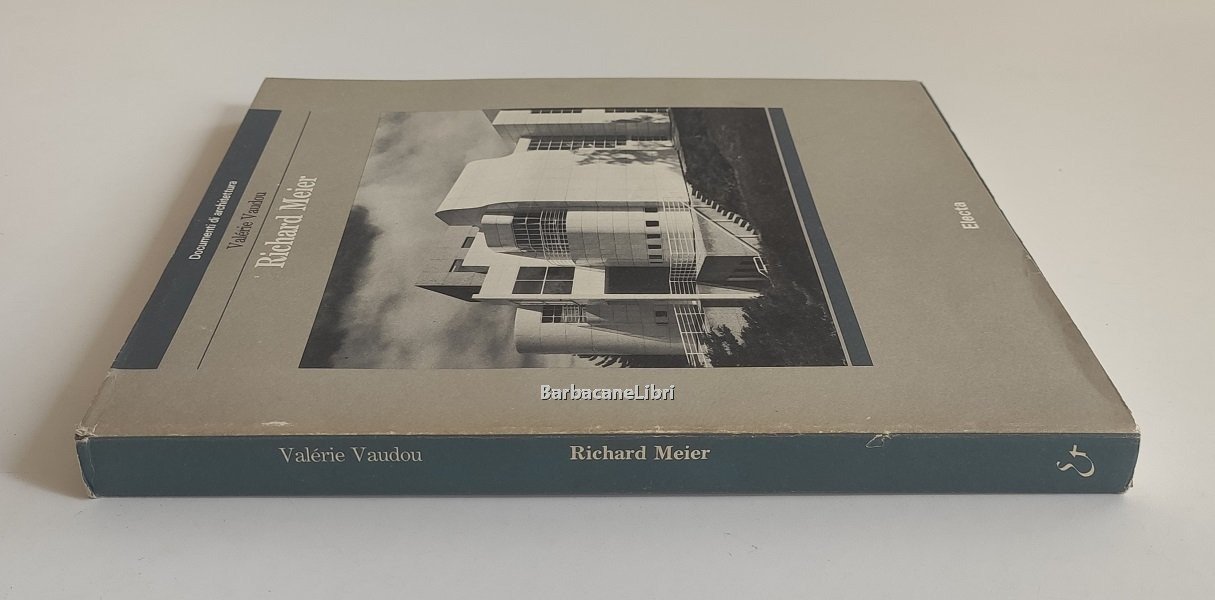 Documenti di architettura
Valérie Vaudou
Richard Meier
Electa
BarbacaneLibri
Valérie Vaudou Richard Meier